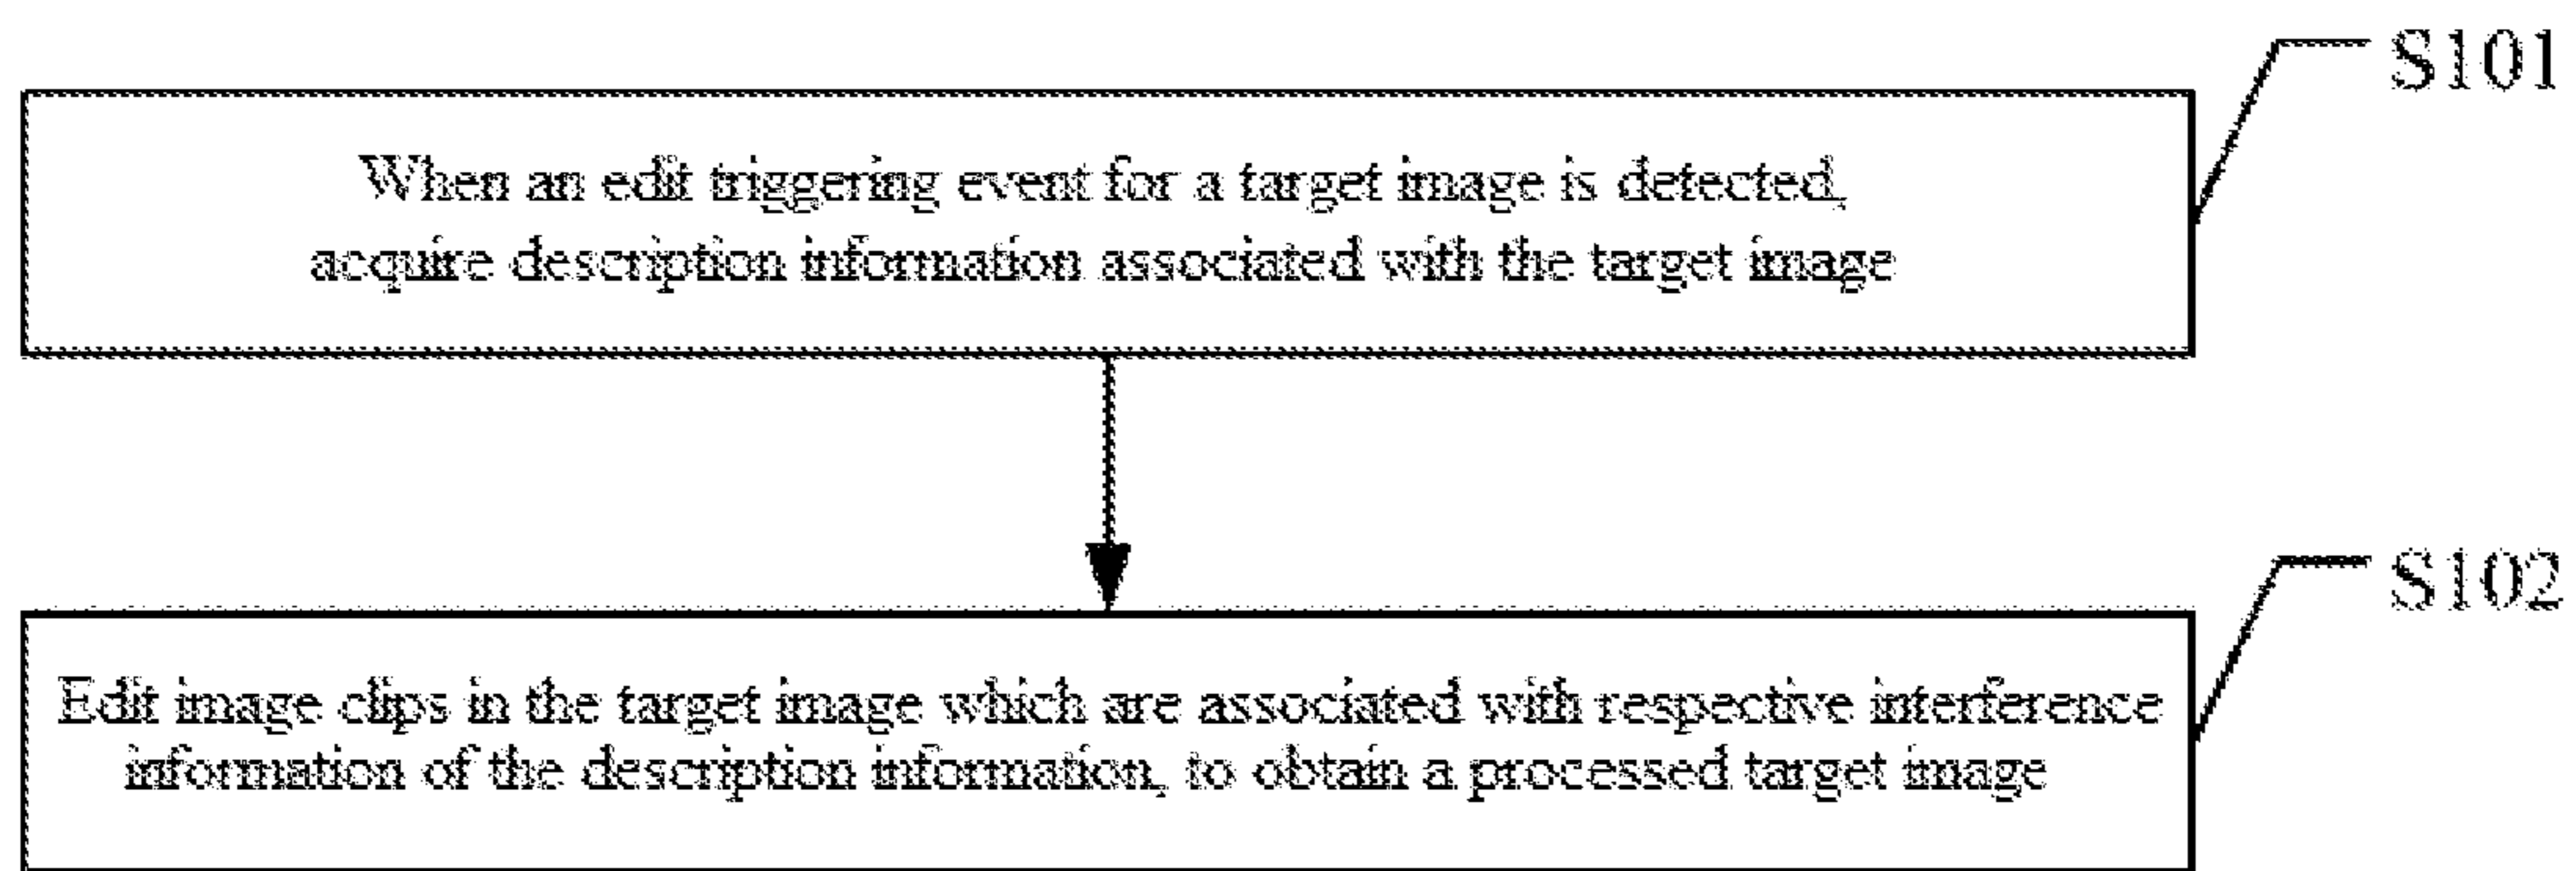 S101
When an edit triggering event for a target image is detected,
acquire description information associated with the target image
S102
Edit image clips in the target image which are associated with respective interference
information of the description information, to obtain a processed target image